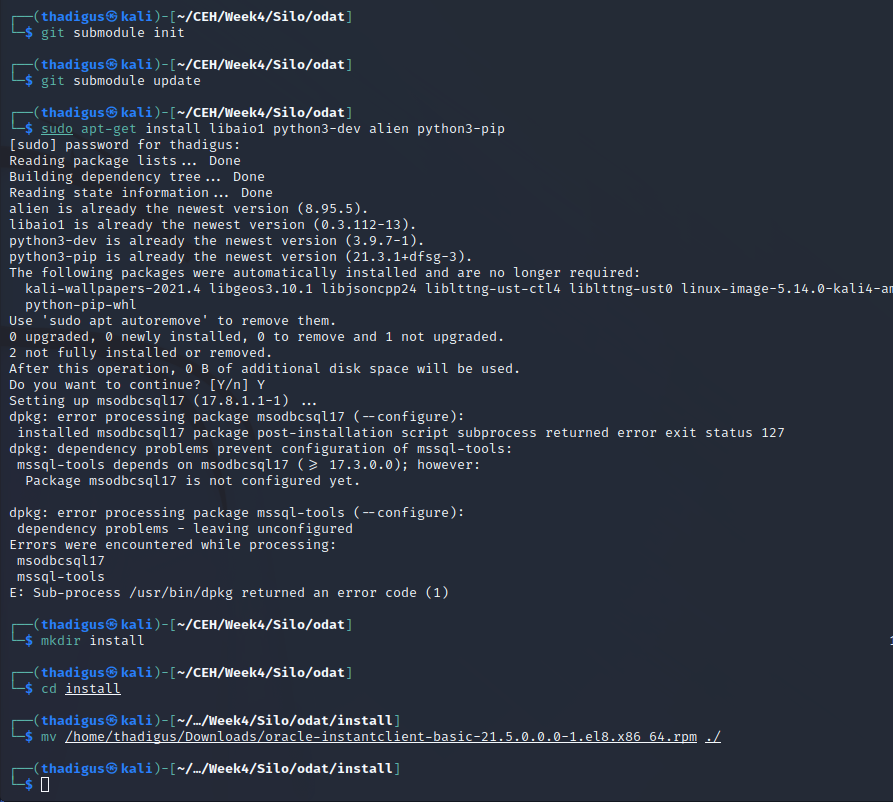 ┌──(thadigus㉿kali)-[~/CEH/Week4/Silo/odat]
└─$ git submodule init
┌──(thadigus㉿kali)-[~/CEH/Week4/Silo/odat]
└─$ git submodule update
┌──(thadigus㉿kali)-[~/CEH/Week4/Silo/odat]
└─$ sudo apt-get install libaio1 python3-dev alien python3-pip
[sudo] password for thadigus:
Reading package lists... Done
Building dependency tree... Done
Reading state information... Done
alien is already the newest version (8.95.5).
libaio1 is already the newest version (0.3.112-13).
python3-dev is already the newest version (3.9.7-1).
python3-pip is already the newest version (21.3.1+dfsg-3).
The following packages were automatically installed and are no longer required:
  kali-wallpapers-2021.4 libgeos3.10.1 libjsoncpp24 liblttng-ust-ctl4 liblttng-ust0 linux-image-5.14.0-kali4-am
  python-pip-whl
Use 'sudo apt autoremove' to remove them.
0 upgraded, 0 newly installed, 0 to remove and 1 not upgraded.
2 not fully installed or removed.
After this operation, 0 B of additional disk space will be used.
Do you want to continue? [Y/n] Y
Setting up msodbcsql17 (17.8.1.1-1) ...
dpkg: error processing package msodbcsql17 (--configure):
 installed msodbcsql17 package post-installation script subprocess returned error exit status 127
dpkg: dependency problems prevent configuration of mssql-tools:
 mssql-tools depends on msodbcsql17 (>= 17.3.0.0); however:
  Package msodbcsql17 is not configured yet.
dpkg: error processing package mssql-tools (--configure):
 dependency problems - leaving unconfigured
Errors were encountered while processing:
 msodbcsql17
 mssql-tools
E: Sub-process /usr/bin/dpkg returned an error code (1)
┌──(thadigus㉿kali)-[~/CEH/Week4/Silo/odat]
└─$ mkdir install
┌──(thadigus㉿kali)-[~/CEH/Week4/Silo/odat]
└─$ cd install
┌──(thadigus㉿kali)-[~/…/Week4/Silo/odat/install]
└─$ mv /home/thadigus/Downloads/oracle-instantclient-basic-21.5.0.0.0-1.el8.x86_64.rpm ./
┌──(thadigus㉿kali)-[~/…/Week4/Silo/odat/install]
└─$